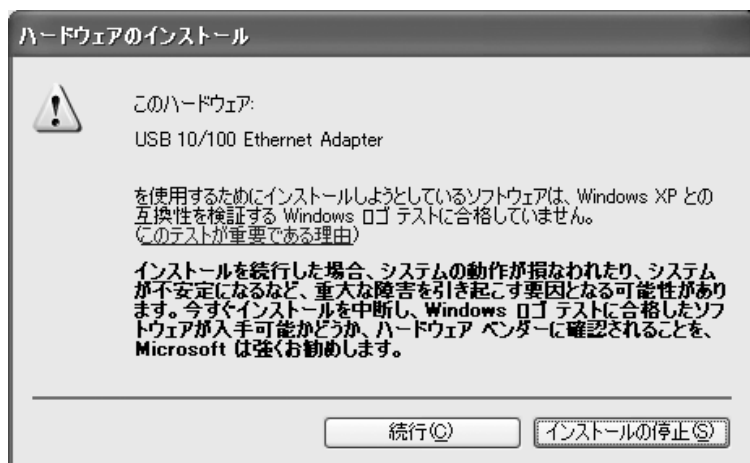 ハードウェアのインストール
このハードウェア:
USB 10/100 Ethernet Adapter
を使用するためにインストールしようとしているソフトウェアは、Windows XP との
互換性を検証する Windows ロゴ テストに合格していません。
(このテストが重要である理由)
インストールを続行した場合、システムの動作が損なわれたり、システム
が不安定になるなど、重大な障害を引き起こす要因となる可能性があり
ます。今すぐインストールを中断し、Windows ロゴ テストに合格したソフ
トウェアが入手可能かどうか、ハードウェア ベンダーに確認されることを、
Microsoft は強くお勧めします。
続行(C)
インストールの停止(S)